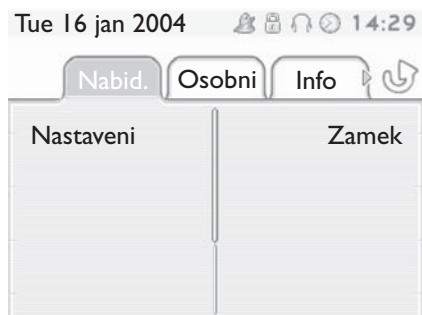 Tue 16 jan 2004 14:29
Nabid. Osobni Info
Nastaveni Zamek